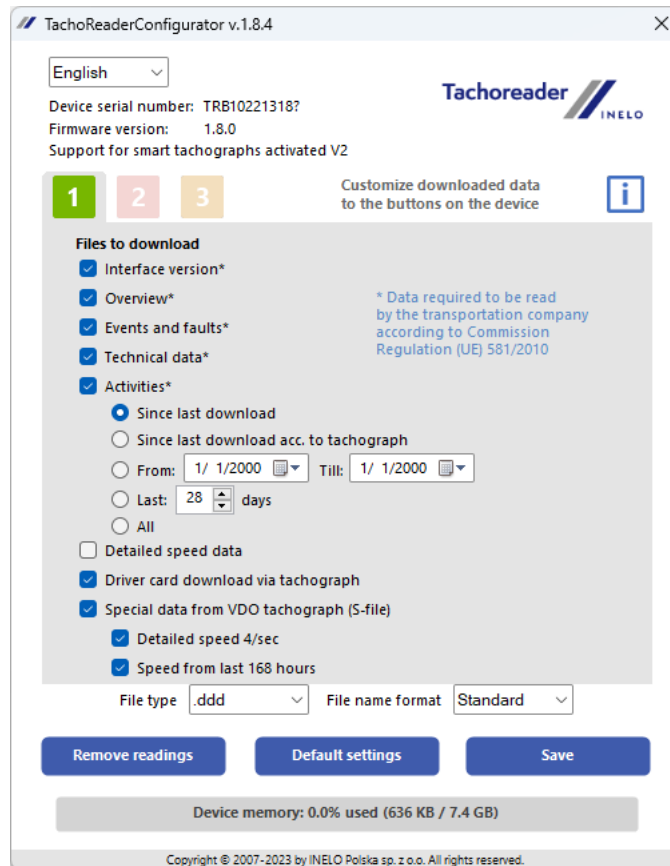 TachoReaderConfigurator v.1.8.4
English
Device serial number: TRB10221318?
Firmware version: 1.8.0
Support for smart tachographs activated V2
Tachoreader
INELO
1 2 3
Customize downloaded data
to the buttons on the device
i
Files to download
Interface version*
Overview*
Events and faults*
Technical data*
* Data required to be read
by the transportation company
according to Commission
Regulation (UE) 581/2010
Activities*
Since last download
Since last download acc. to tachograph
From: 1/ 1/2000 Till: 1/ 1/2000
Last: 28 days
All
Detailed speed data
Driver card download via tachograph
Special data from VDO tachograph (S-file)
Detailed speed 4/sec
Speed from last 168 hours
File type .ddd File name format Standard
Remove readings Default settings Save
Device memory: 0.0% used (636 KB / 7.4 GB)
Copyright © 2007-2023 by INELO Polska sp. z o.o. All rights reserved.